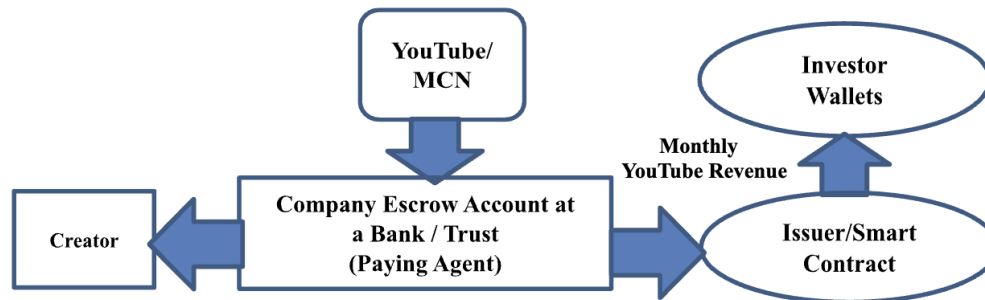 YouTube/
MCN
Investor
Wallets
Monthly
YouTube Revenue
Creator
Company Escrow Account at
a Bank / Trust
(Paying Agent)
Issuer/Smart
Contract